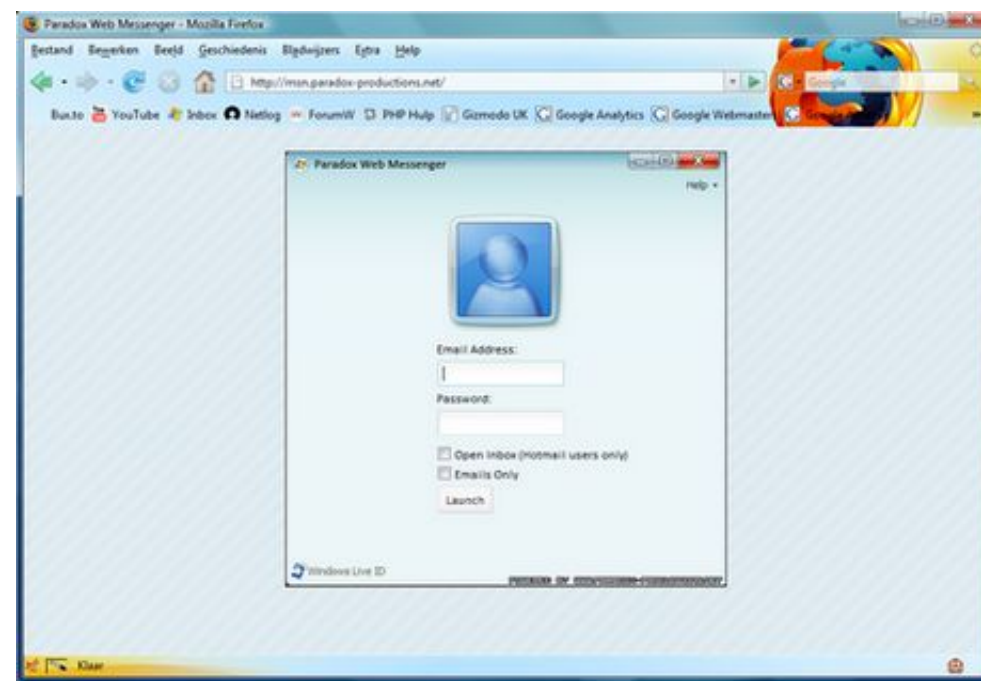 Paradox Web Messenger - Mozilla Firefox
Bestand Bewerken Beeld Geschiedenis Bladwijzers Extra Help
http://msn.paradox-productions.net/ Google
Bux.to YouTube Inbox Netlog ForumW PHP Hulp Gizmodo UK Google Analytics Google Webmaster
Paradox Web Messenger
Help
Email Address:
Password:
Open Inbox (Hotmail users only)
Emails Only
Launch
Windows Live ID
Klaar